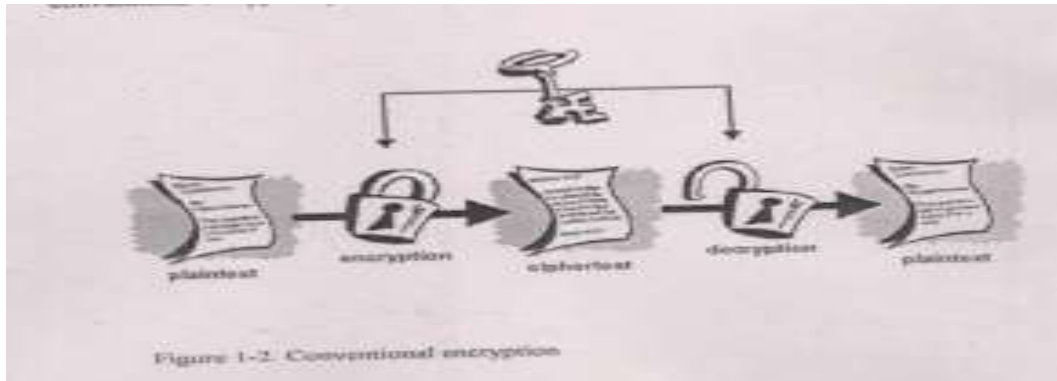 plaintext
encryption
ciphertext
decryption
plaintext
Figure 1-2. Conventional encryption